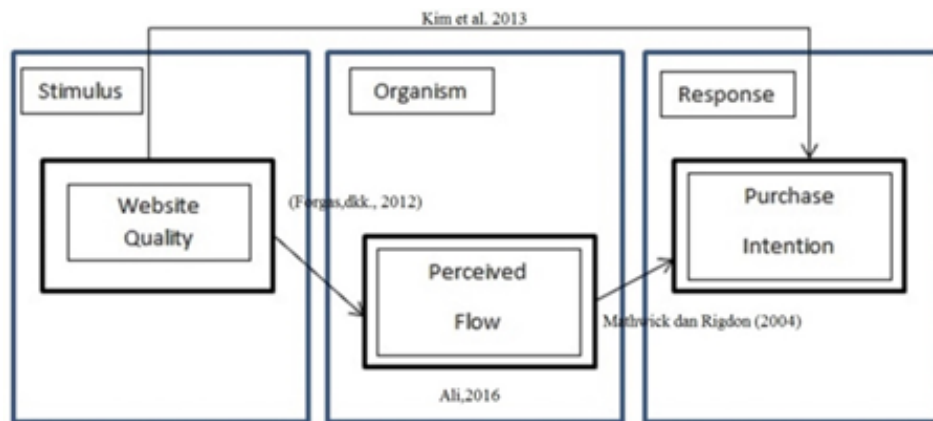 Kim et al. 2013
Stimulus
Organism
Response
Website
Quality
(Forgas,dkk., 2012)
Perceived
Flow
Purchase
Intention
Mathwick dan Rigdon (2004)
Ali,2016